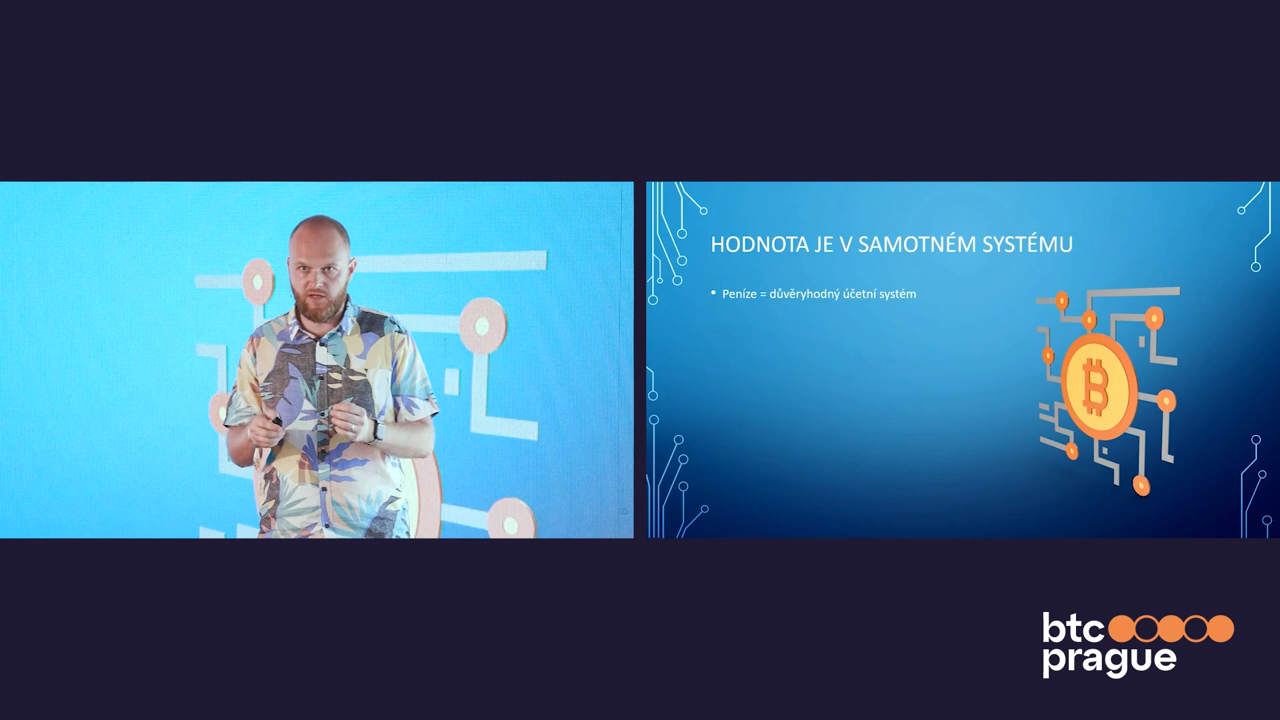 HODNOTA JE V SAMOTNÉM SYSTÉMU
• Peníze = důvěryhodný účetní systém
btc
prague